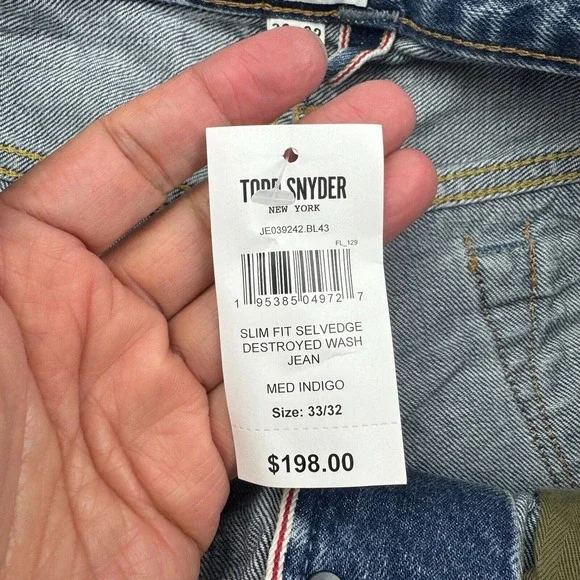 TODD SNYDER
NEW YORK
JE039242.BL43
FL_129
1 95385 04972 7
SLIM FIT SELVEDGE
DESTROYED WASH
JEAN
MED INDIGO
Size: 33/32
$198.00